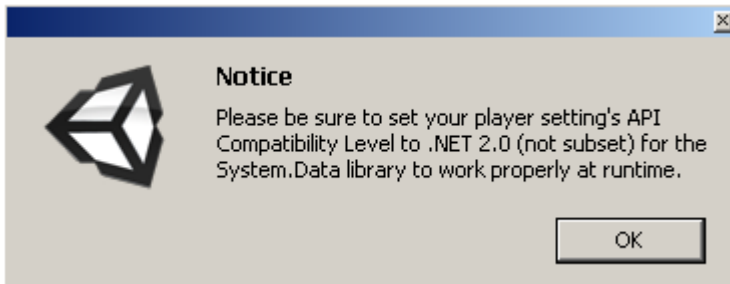 Notice
Please be sure to set your player setting's API
Compatibility Level to .NET 2.0 (not subset) for the
System.Data library to work properly at runtime.
OK